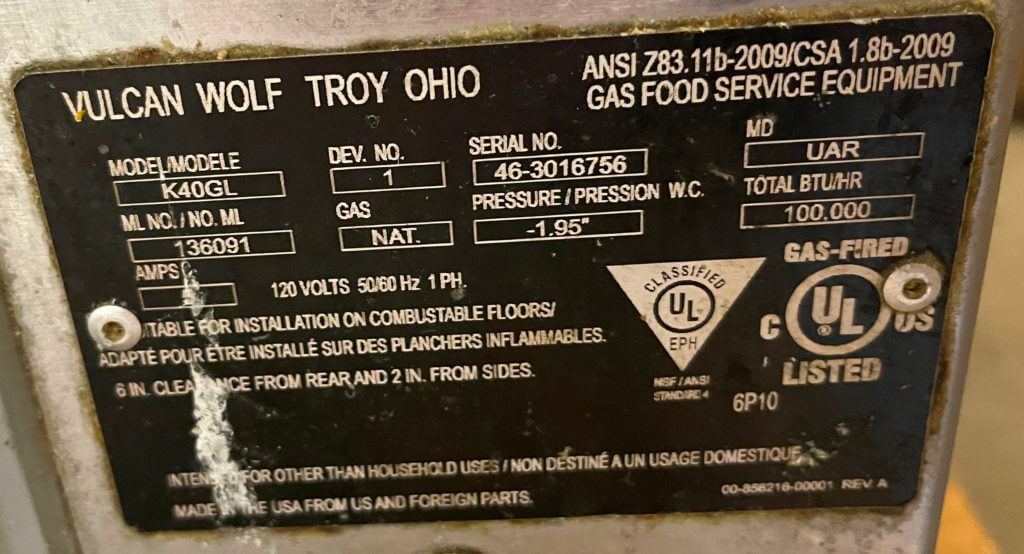 VULCAN WOLF TROY OHIO
ANSI Z83.11b-2009/CSA 1.8b-2009
GAS FOOD SERVICE EQUIPMENT
MODEL/MODELE
K40GL
DEV. NO.
1
SERIAL NO.
46-3016756
MD
UAR
ML NO. / NO. ML
136091
GAS
NAT.
PRESSURE / PRESSION W.C.
-1.95"
TOTAL BTU/HR
100.000
AMPS
120 VOLTS 50/60 Hz 1 PH.
ITABLE FOR INSTALLATION ON COMBUSTABLE FLOORS/
ADAPTÉ POUR ÊTRE INSTALLÉ SUR DES PLANCHERS INFLAMMABLES.
6 IN. CLEARANCE FROM REAR AND 2 IN. FROM SIDES.
CLASSIFIED
UL
EPH
NSF / ANSI
STANDARD 4
6P10
GAS-FIRED
C UL US
®
LISTED
INTENDED FOR OTHER THAN HOUSEHOLD USES / NON DESTINÉ A UN USAGE DOMESTIQUE
MADE IN THE USA FROM US AND FOREIGN PARTS.
00-856216-00001 REV A